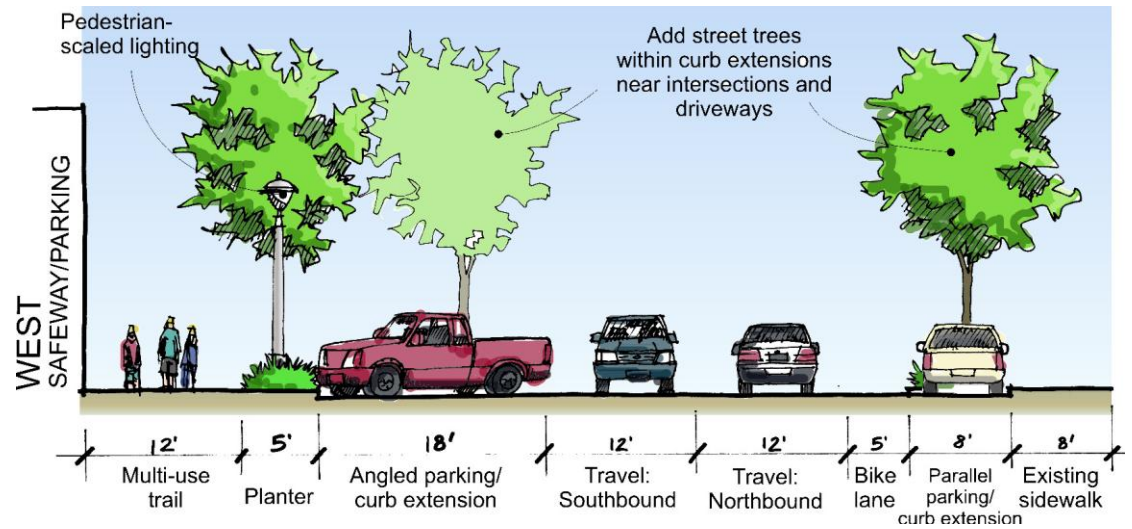 Pedestrian-
scaled lighting
Add street trees
within curb extensions
near intersections and
driveways
WEST
SAFEWAY/PARKING
12'
5'
18'
12'
12'
5'
8'
8'
Multi-use
trail
Planter
Angled parking/
curb extension
Travel:
Southbound
Travel:
Northbound
Bike
lane
Parallel
parking/
curb extension
Existing
sidewalk